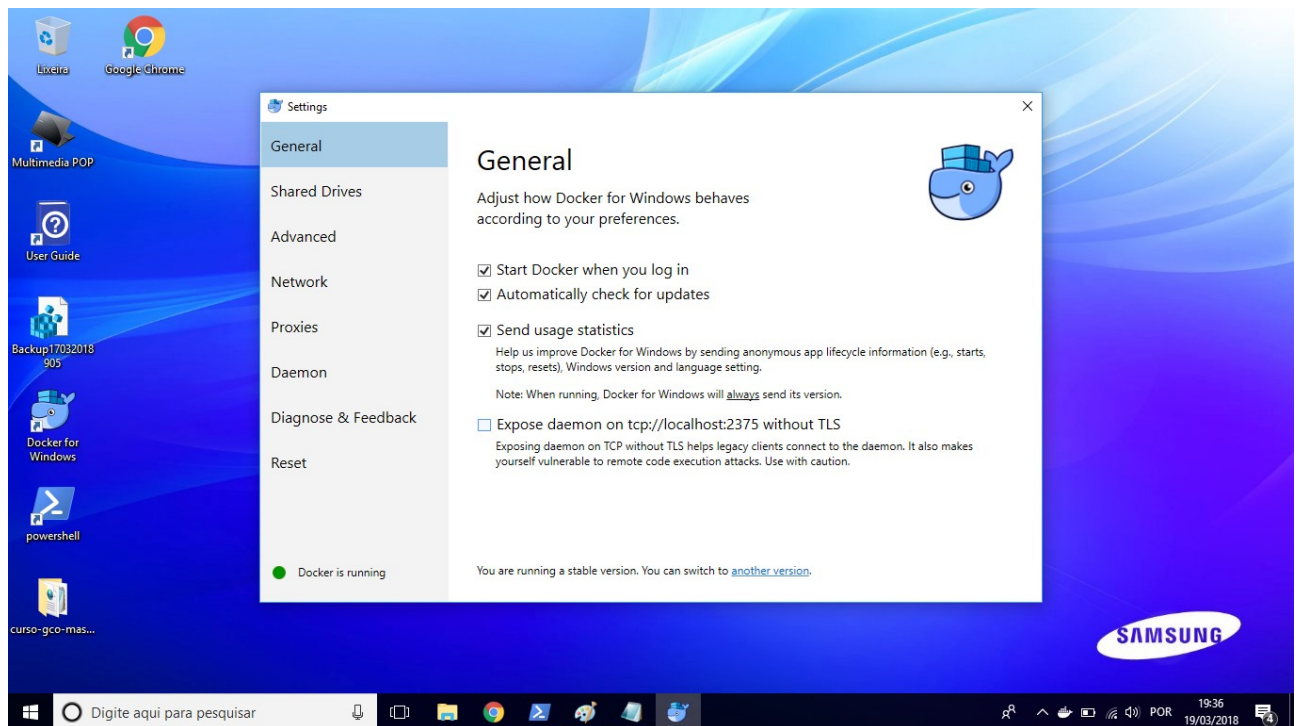 Lixeira
Google Chrome
Multimedia POP
User Guide
Backup17032018
905
Docker for
Windows
powershell
curso-gco-mas...
Settings
General
Shared Drives
Advanced
Network
Proxies
Daemon
Diagnose & Feedback
Reset
Docker is running
General
Adjust how Docker for Windows behaves
according to your preferences.
Start Docker when you log in
Automatically check for updates
Send usage statistics
Help us improve Docker for Windows by sending anonymous app lifecycle information (e.g., starts,
stops, resets), Windows version and language setting.
Note: When running, Docker for Windows will always send its version.
Expose daemon on tcp://localhost:2375 without TLS
Exposing daemon on TCP without TLS helps legacy clients connect to the daemon. It also makes
yourself vulnerable to remote code execution attacks. Use with caution.
You are running a stable version. You can switch to another version.
SAMSUNG
Digite aqui para pesquisar
POR
19:36
19/03/2018
4